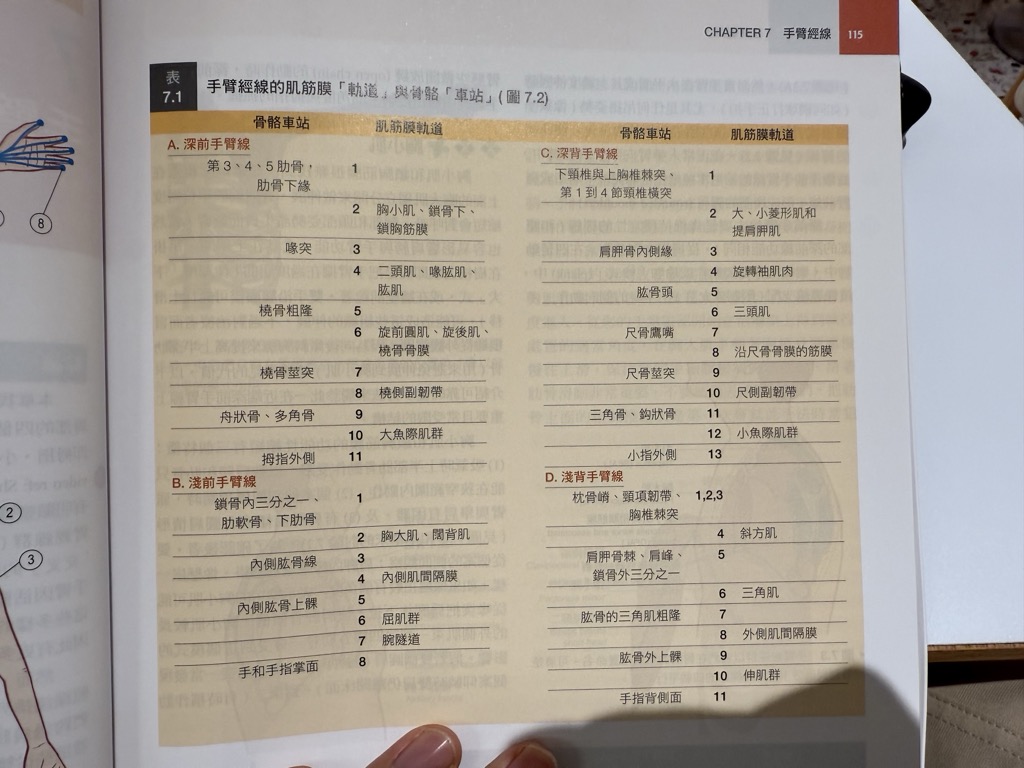 CHAPTER 7 手臂經線 115
表 7.1 手臂經線的肌筋膜「軌道」與骨骼「車站」(圖 7.2)
骨骼車站 肌筋膜軌道
A. 深前手臂線
第 3、4、5 肋骨， 1
肋骨下緣
2 胸小肌、鎖骨下、
鎖胸筋膜
喙突 3
4 二頭肌、喙肱肌、
肱肌
橈骨粗隆 5
6 旋前圓肌、旋後肌、
橈骨骨膜
橈骨莖突 7
8 橈側副韌帶
舟狀骨、多角骨 9
10 大魚際肌群
拇指外側 11
B. 淺前手臂線
鎖骨內三分之一、 1
肋軟骨、下肋骨
2 胸大肌、闊背肌
內側肱骨線 3
4 內側肌間隔膜
內側肱骨上髁 5
6 屈肌群
7 腕隧道
手和手指掌面 8
骨骼車站 肌筋膜軌道
C. 深背手臂線
下頸椎與上胸椎棘突、 1
第 1 到 4 節頸椎橫突
2 大、小菱形肌和
提肩胛肌
肩胛骨內側緣 3
4 旋轉袖肌肉
肱骨頭 5
6 三頭肌
尺骨鷹嘴 7
8 沿尺骨骨膜的筋膜
尺骨莖突 9
10 尺側副韌帶
三角骨、鈎狀骨 11
12 小魚際肌群
小指外側 13
D. 淺背手臂線
枕骨嵴、頸項韌帶、 1,2,3
胸椎棘突
4 斜方肌
肩胛骨棘、肩峰、 5
鎖骨外三分之一
6 三角肌
肱骨的三角肌粗隆 7
8 外側肌間隔膜
肱骨外上髁 9
10 伸肌群
手指背側面 11
8
2
3